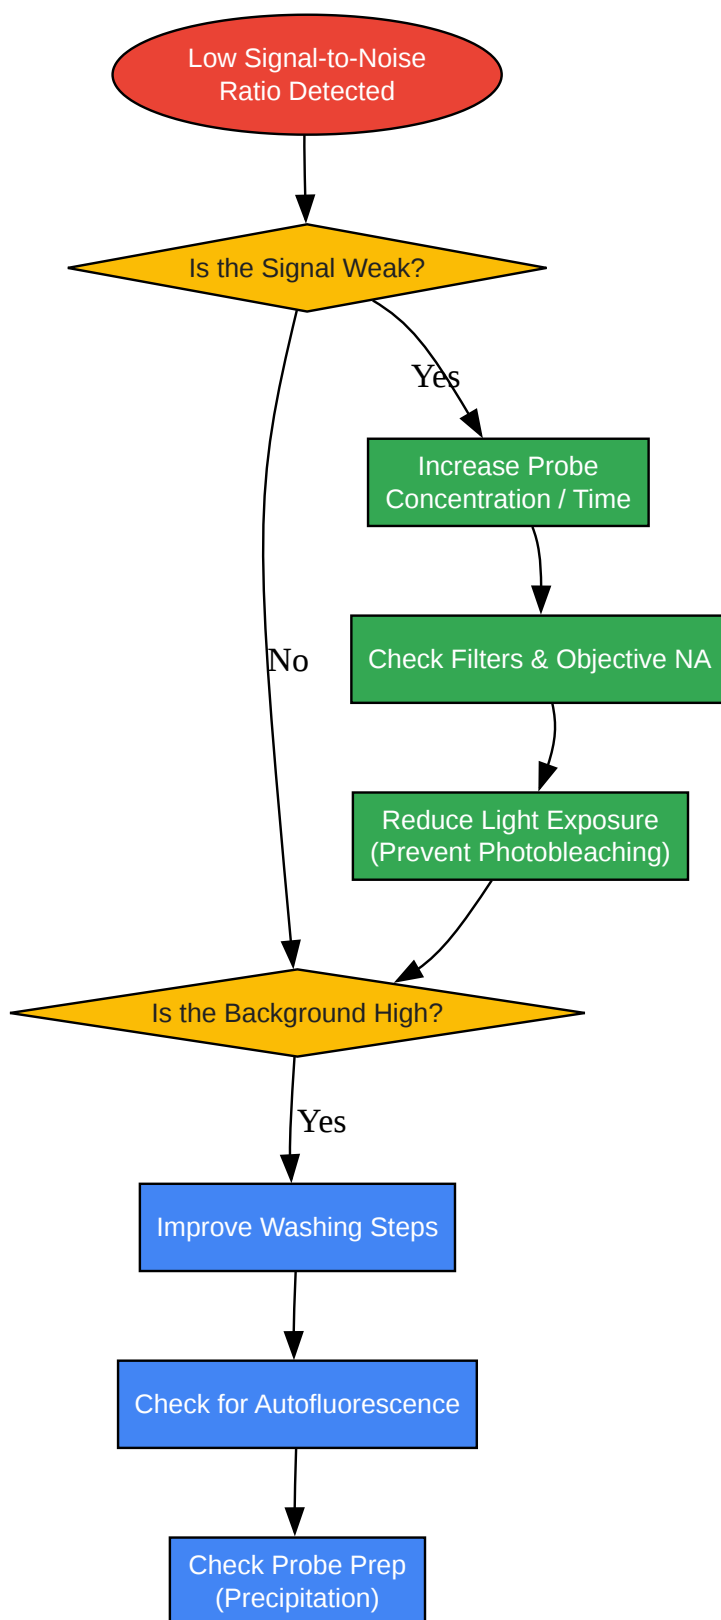 Low Signal-to-Noise
Ratio Detected
Is the Signal Weak?
Yes
Increase Probe
Concentration / Time
No
Check Filters & Objective NA
Reduce Light Exposure
(Prevent Photobleaching)
Is the Background High?
Yes
Improve Washing Steps
Check for Autofluorescence
Check Probe Prep
(Precipitation)